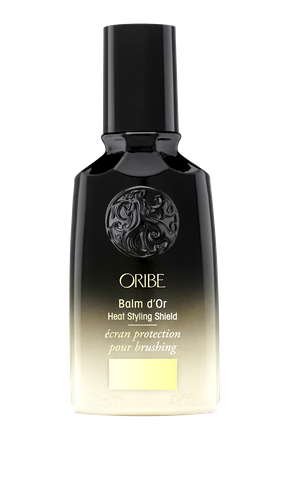 ORIBE
Balm d'Or
Heat Styling Shield
écran protection
pour brushing